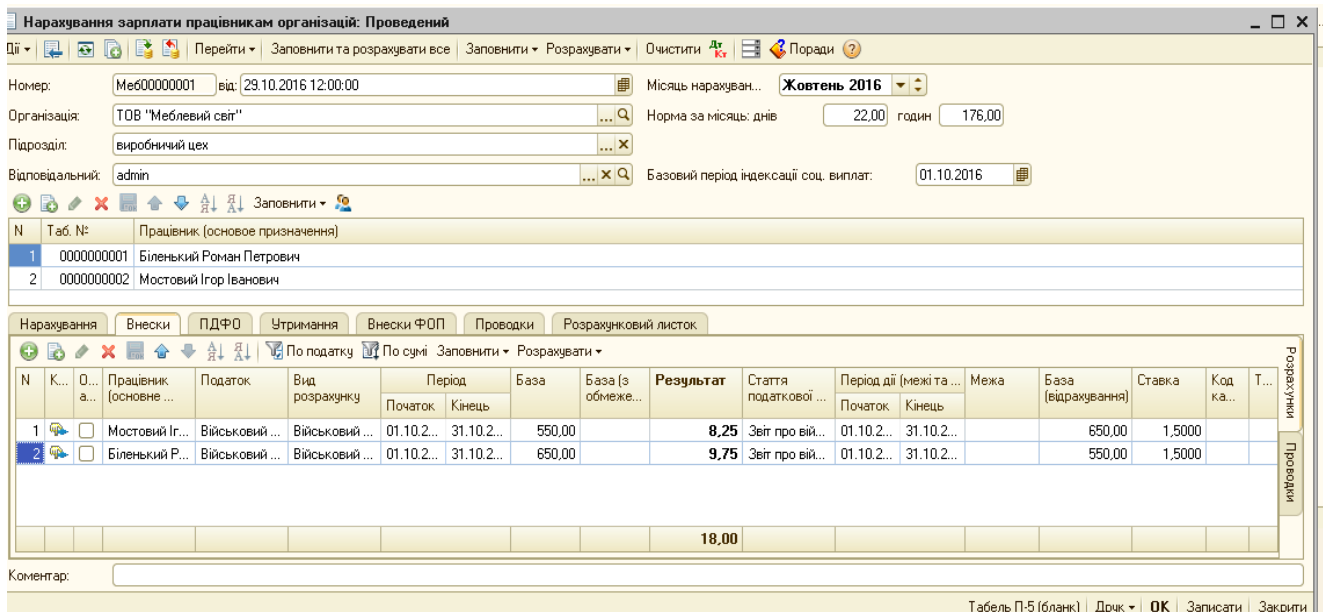 Нарахування зарплати працівникам організацій: Проведений
Дії Перейти Заповнити та розрахувати все Заповнити Розрахувати Очистити Дт Кт Поради
Номер: Меб00000001 від: 29.10.2016 12:00:00 Місяць нарахуван... Жовтень 2016
Організація: ТОВ "Меблевий світ" ... Норма за місяць: днів 22,00 годин 176,00
Підрозділ: виробничий цех ...
Відповідальний: admin ... Базовий період індексації соц. виплат: 01.10.2016
Заповнити
N Таб. № Працівник (основое призначення)
1 0000000001 Біленький Роман Петрович
2 0000000002 Мостовий Ігор Іванович
Нарахування Внески ПДФО Утримання Внески ФОП Проводки Розрахунковий листок
По податку По сумі Заповнити Розрахувати
N К... О... а... Працівник (основне ... Податок Вид розрахунку Період Початок Кінець База База (з обмеже... Результат Стаття податкової ... Період дії (межі та ... Початок Кінець Межа База (відрахування) Ставка Код ка... Т...
1 Мостовий Іг... Військовий ... Військовий ... 01.10.2... 31.10.2... 550,00 8,25 Звіт про вій... 01.10.2... 31.10.2... 650,00 1,5000
2 Біленький Р... Військовий ... Військовий ... 01.10.2... 31.10.2... 650,00 9,75 Звіт про вій... 01.10.2... 31.10.2... 550,00 1,5000
18,00
Розрахунки
Проводки
Коментар:
Табель П-5 (бланк) Друк OK Записати Закрити